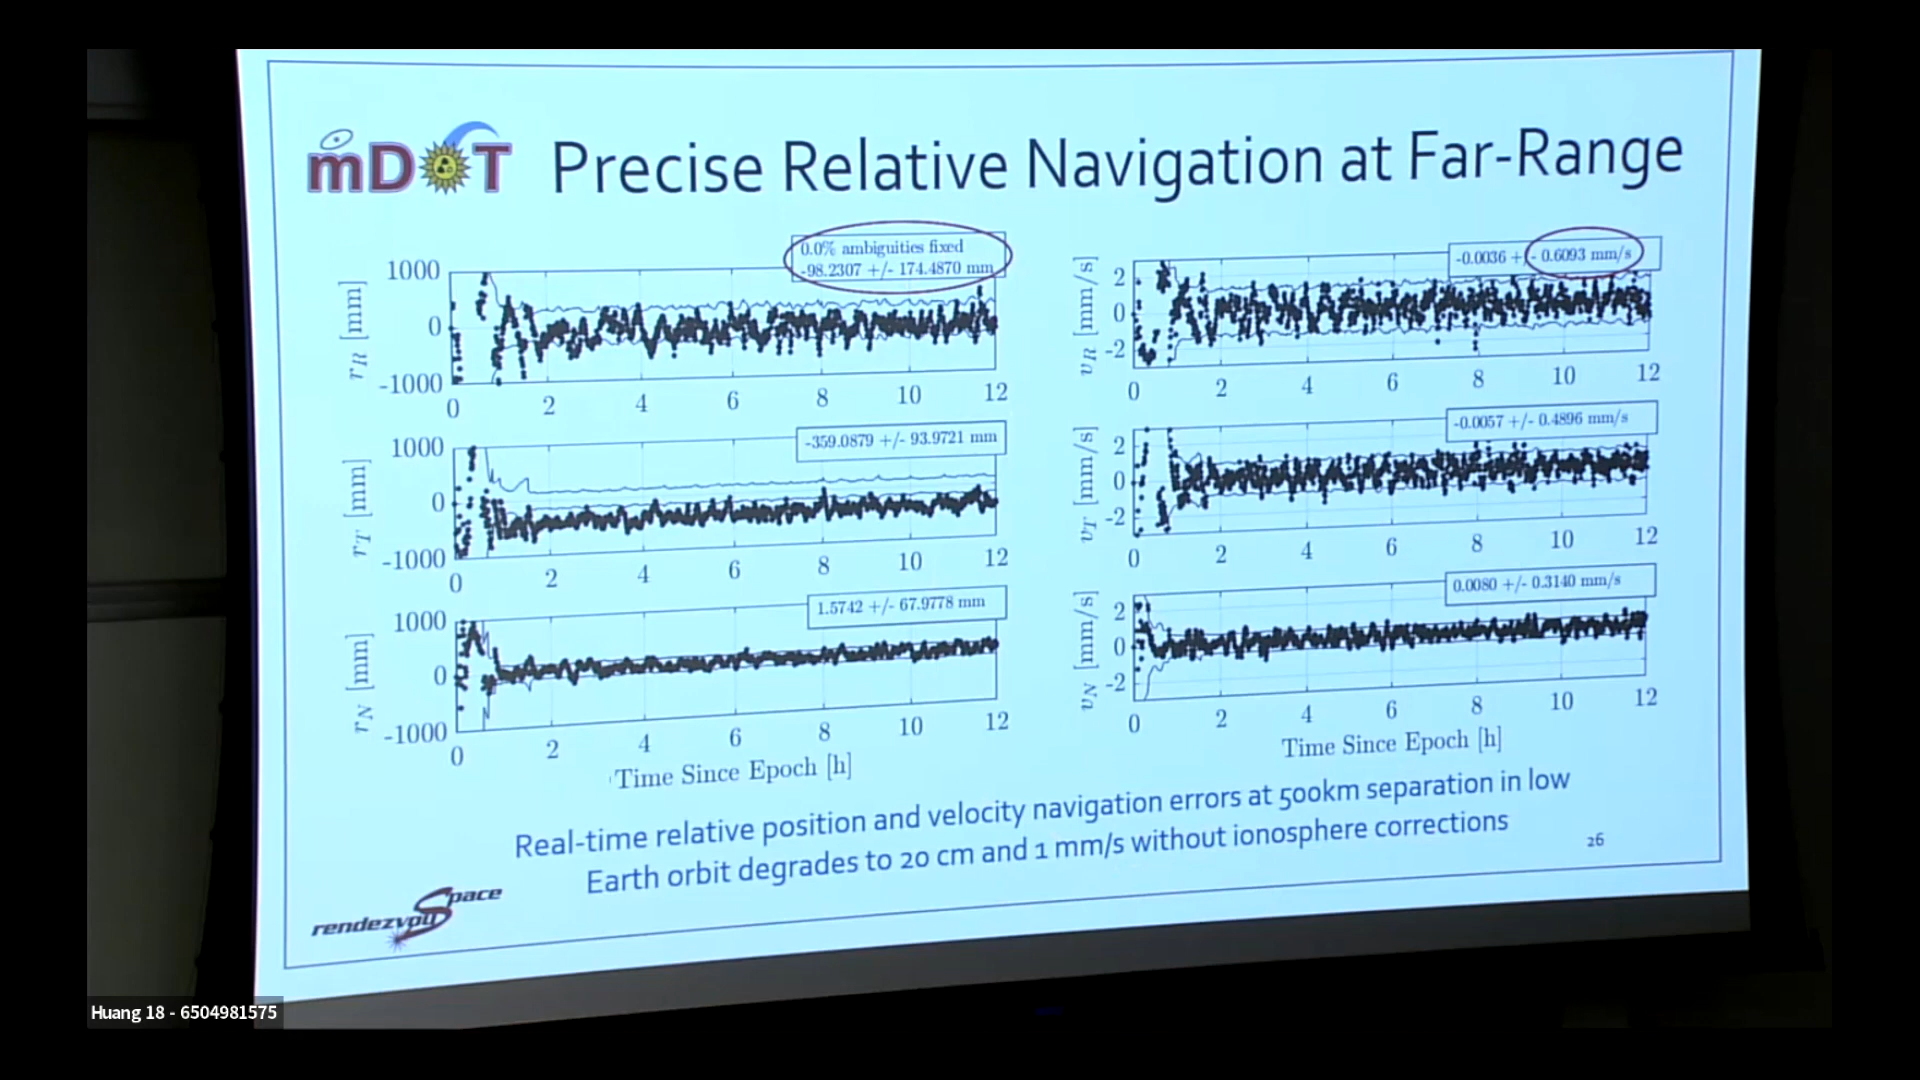 mDOT Precise Relative Navigation at Far-Range
0.0% ambiguities fixed
-98.2307 +/- 174.4870 mm
r_R [mm]
1000
0
-1000
0 2 4 6 8 10 12
-359.0879 +/- 93.9721 mm
r_T [mm]
1000
0
-1000
0 2 4 6 8 10 12
1.5742 +/- 67.9778 mm
r_N [mm]
1000
0
-1000
0 2 4 6 8 10 12
Time Since Epoch [h]
-0.0036 +/- 0.6093 mm/s
v_R [mm/s]
2
0
-2
0 2 4 6 8 10 12
-0.0057 +/- 0.4896 mm/s
v_T [mm/s]
2
0
-2
0 2 4 6 8 10 12
0.0080 +/- 0.3140 mm/s
v_N [mm/s]
2
0
-2
0 2 4 6 8 10 12
Time Since Epoch [h]
Real-time relative position and velocity navigation errors at 500km separation in low
Earth orbit degrades to 20 cm and 1 mm/s without ionosphere corrections
26
rendezvouSpace
Huang 18 - 6504981575